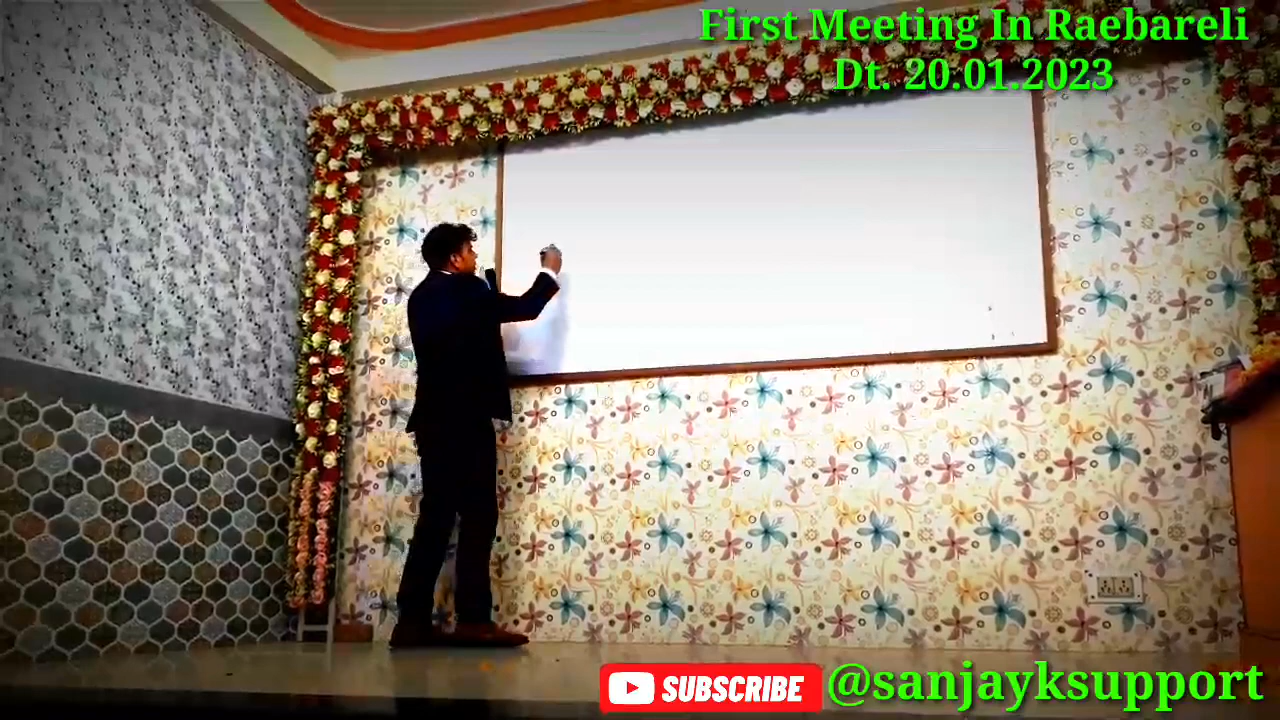 First Meeting In Raebareli
Dt. 20.01.2023
SUBSCRIBE @sanjayksupport